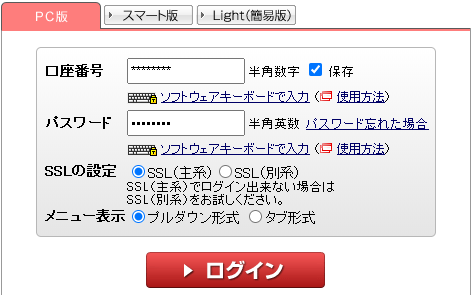 PC版 スマート版 Light(簡易版)
口座番号 ******** 半角数字 保存
ソフトウェアキーボードで入力 (使用方法)
パスワード •••••••• 半角英数 パスワード忘れた場合
ソフトウェアキーボードで入力 (使用方法)
SSLの設定 SSL(主系) SSL(別系)
SSL(主系)でログイン出来ない場合は
SSL(別系)をお試しください。
メニュー表示 プルダウン形式 タブ形式
ログイン